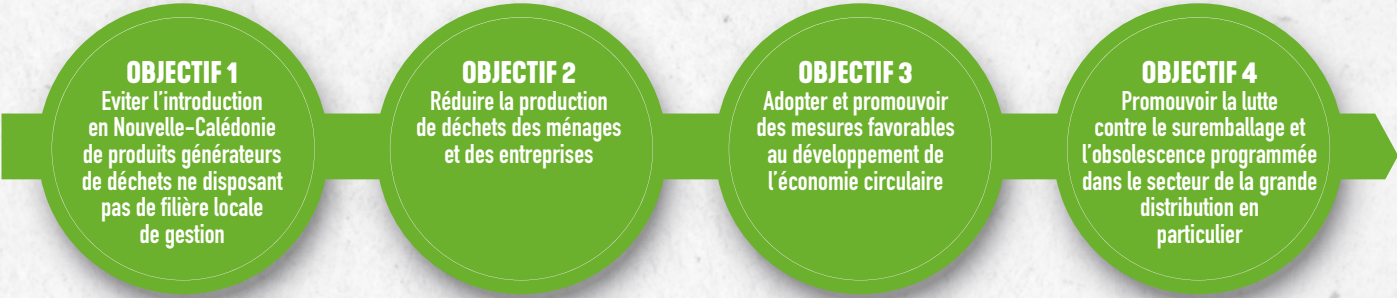 OBJECTIF 1
Eviter l'introduction
en Nouvelle-Calédonie
de produits générateurs
de déchets ne disposant
pas de filière locale
de gestion
OBJECTIF 2
Réduire la production
de déchets des ménages
et des entreprises
OBJECTIF 3
Adopter et promouvoir
des mesures favorables
au développement de
l'économie circulaire
OBJECTIF 4
Promouvoir la lutte
contre le suremballage et
l'obsolescence programmée
dans le secteur de la grande
distribution en
particulier